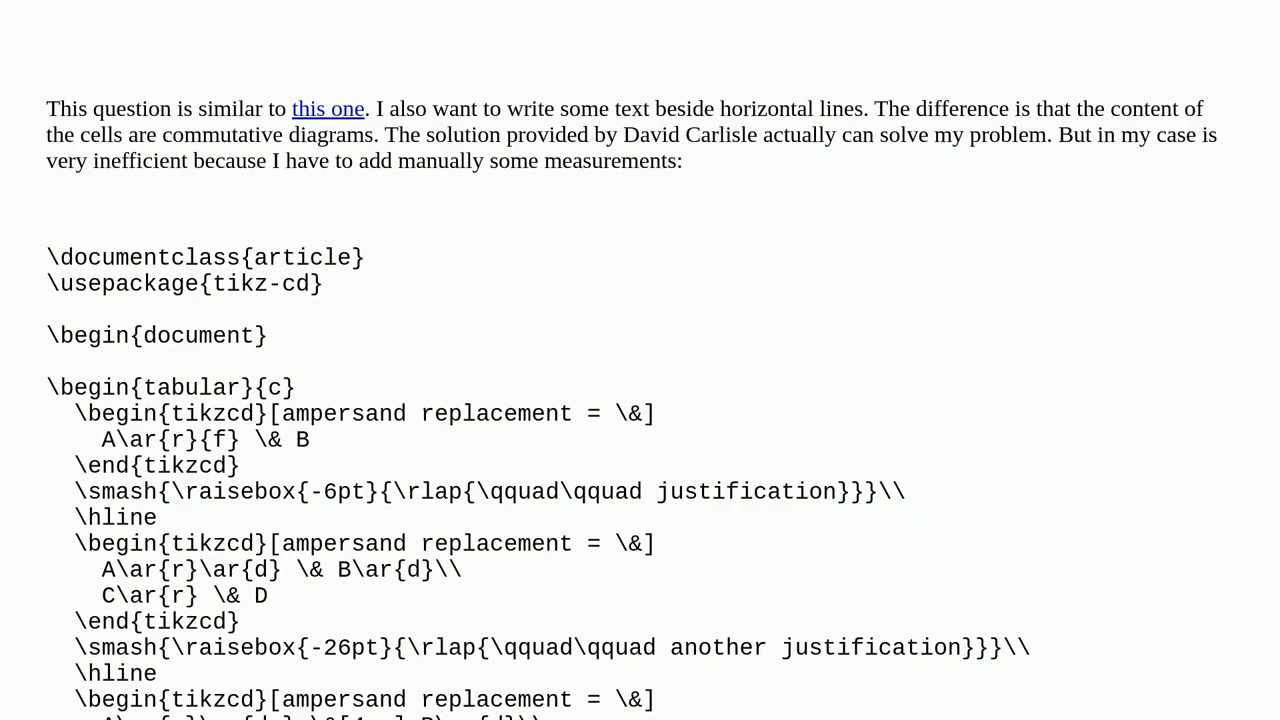 This question is similar to this one. I also want to write some text beside horizontal lines. The difference is that the content of
the cells are commutative diagrams. The solution provided by David Carlisle actually can solve my problem. But in my case is
very inefficient because I have to add manually some measurements:
\documentclass{article}
\usepackage{tikz-cd}
\begin{document}
\begin{tabular}{c}
\begin{tikzcd}[ampersand replacement = \&]
A\ar{r}{f} \& B
\end{tikzcd}
\smash{\raisebox{-6pt}{\rlap{\qquad\qquad justification}}}\\
\hline
\begin{tikzcd}[ampersand replacement = \&]
A\ar{r}\ar{d} \& B\ar{d}\\
C\ar{r} \& D
\end{tikzcd}
\smash{\raisebox{-26pt}{\rlap{\qquad\qquad another justification}}}\\
\hline
\begin{tikzcd}[ampersand replacement = \&]